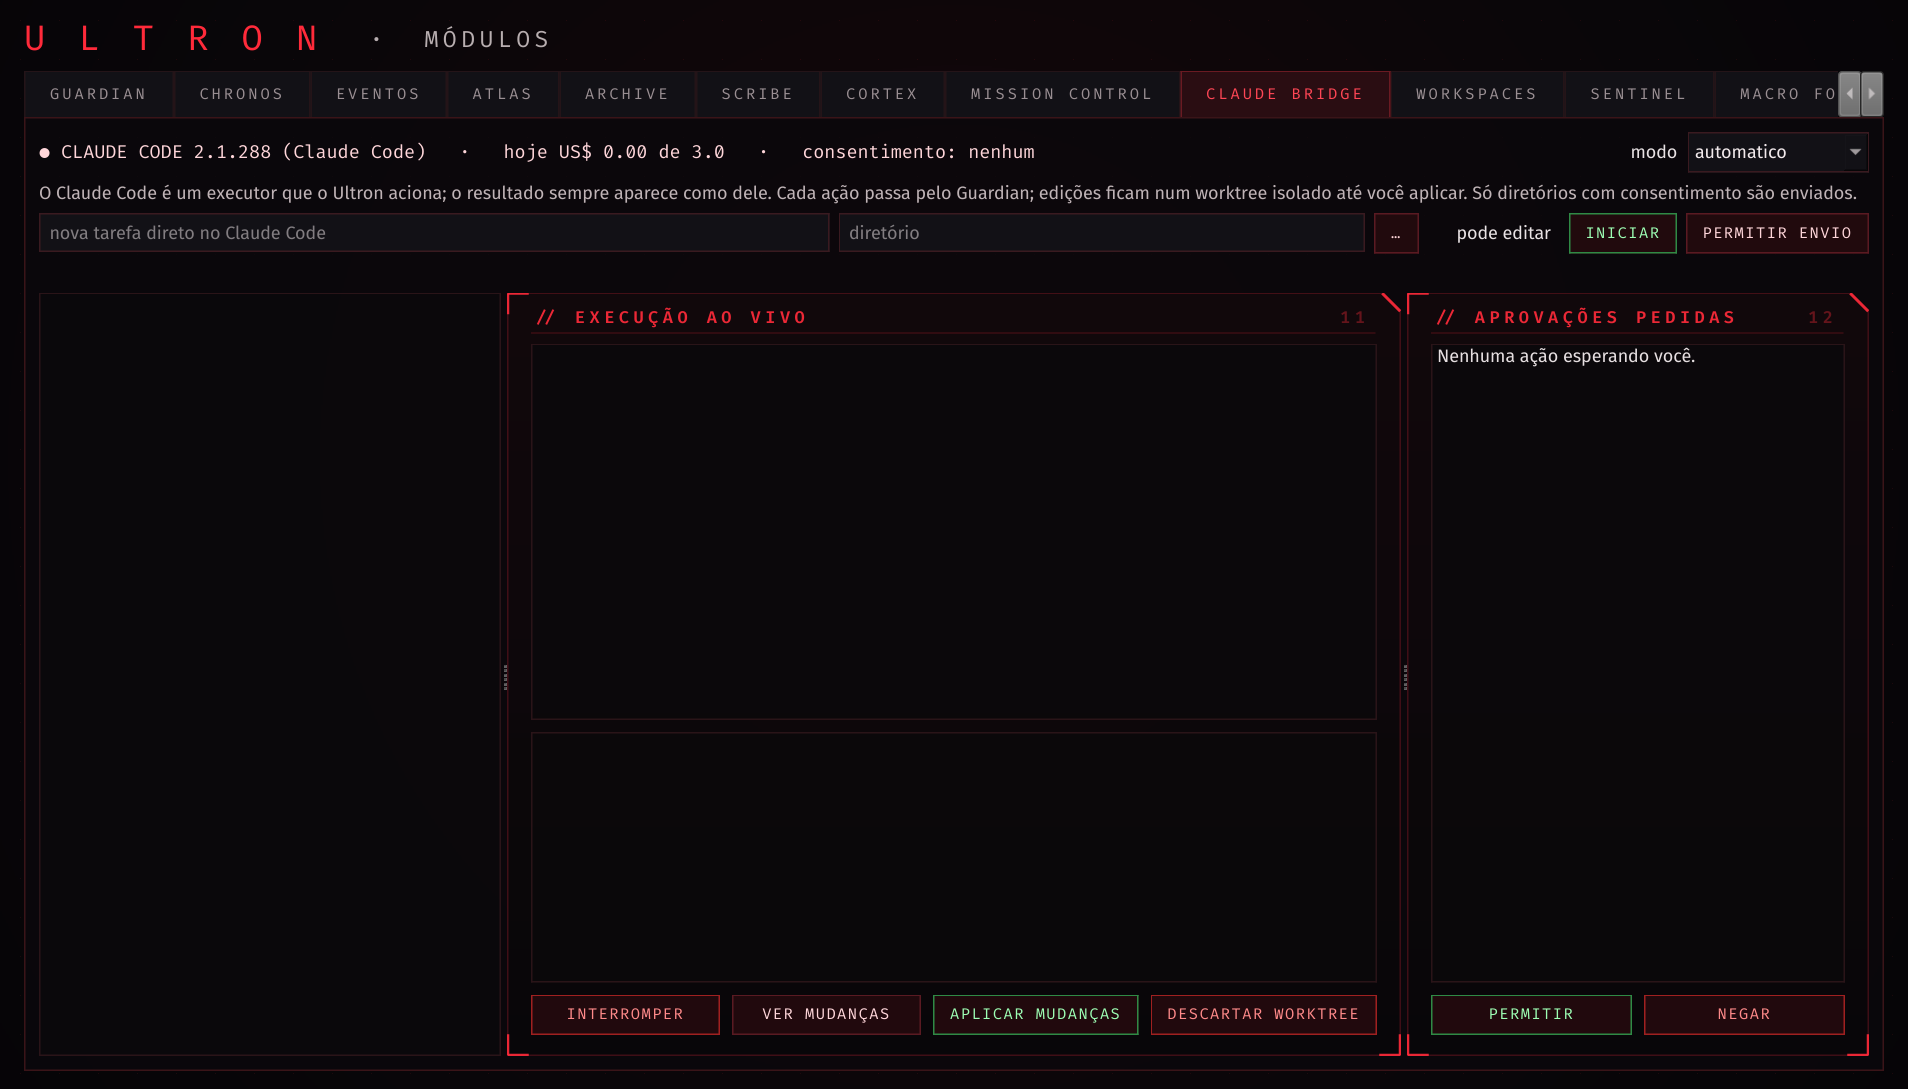 ULTRON · MÓDULOS
GUARDIAN CHRONOS EVENTOS ATLAS ARCHIVE SCRIBE CORTEX MISSION CONTROL CLAUDE BRIDGE WORKSPACES SENTINEL MACRO FO
● CLAUDE CODE 2.1.288 (Claude Code) · hoje US$ 0.00 de 3.0 · consentimento: nenhum modo automatico
O Claude Code é um executor que o Ultron aciona; o resultado sempre aparece como dele. Cada ação passa pelo Guardian; edições ficam num worktree isolado até você aplicar. Só diretórios com consentimento são enviados.
nova tarefa direto no Claude Code diretório … pode editar INICIAR PERMITIR ENVIO
// EXECUÇÃO AO VIVO 11
// APROVAÇÕES PEDIDAS 12
Nenhuma ação esperando você.
INTERROMPER VER MUDANÇAS APLICAR MUDANÇAS DESCARTAR WORKTREE PERMITIR NEGAR